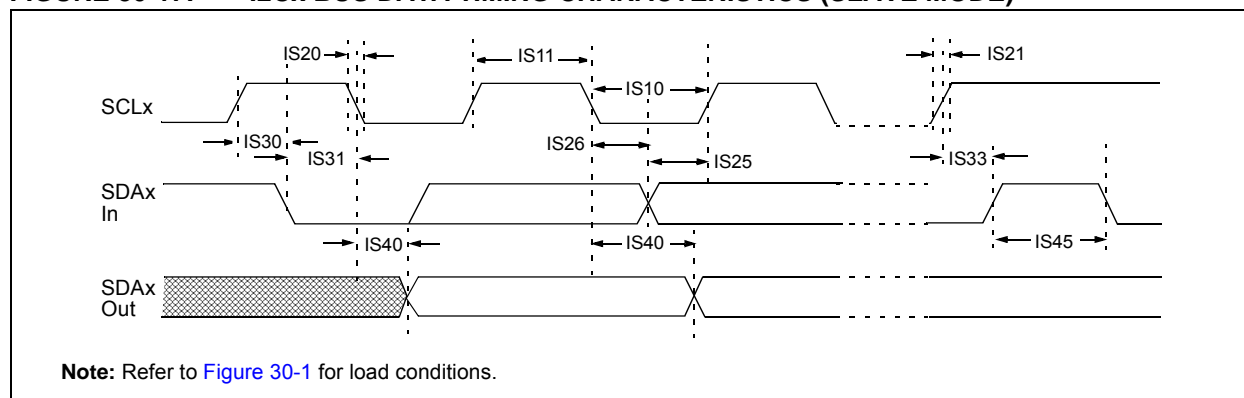 IS20
IS11
IS21
IS10
SCLx
IS30
IS31
IS26
IS25
IS33
SDAx
In
IS40
IS40
IS45
SDAx
Out
Note: Refer to Figure 30-1 for load conditions.